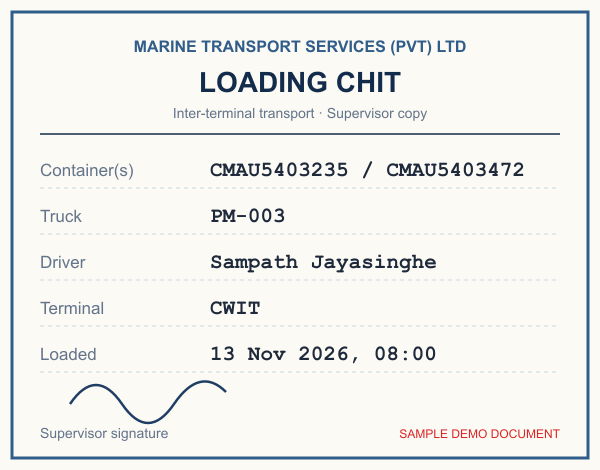 MARINE TRANSPORT SERVICES (PVT) LTD
LOADING CHIT
Inter-terminal transport · Supervisor copy
Container(s) CMAU5403235 / CMAU5403472
Truck PM-003
Driver Sampath Jayasinghe
Terminal CWIT
Loaded 13 Nov 2026, 08:00
Supervisor signature SAMPLE DEMO DOCUMENT